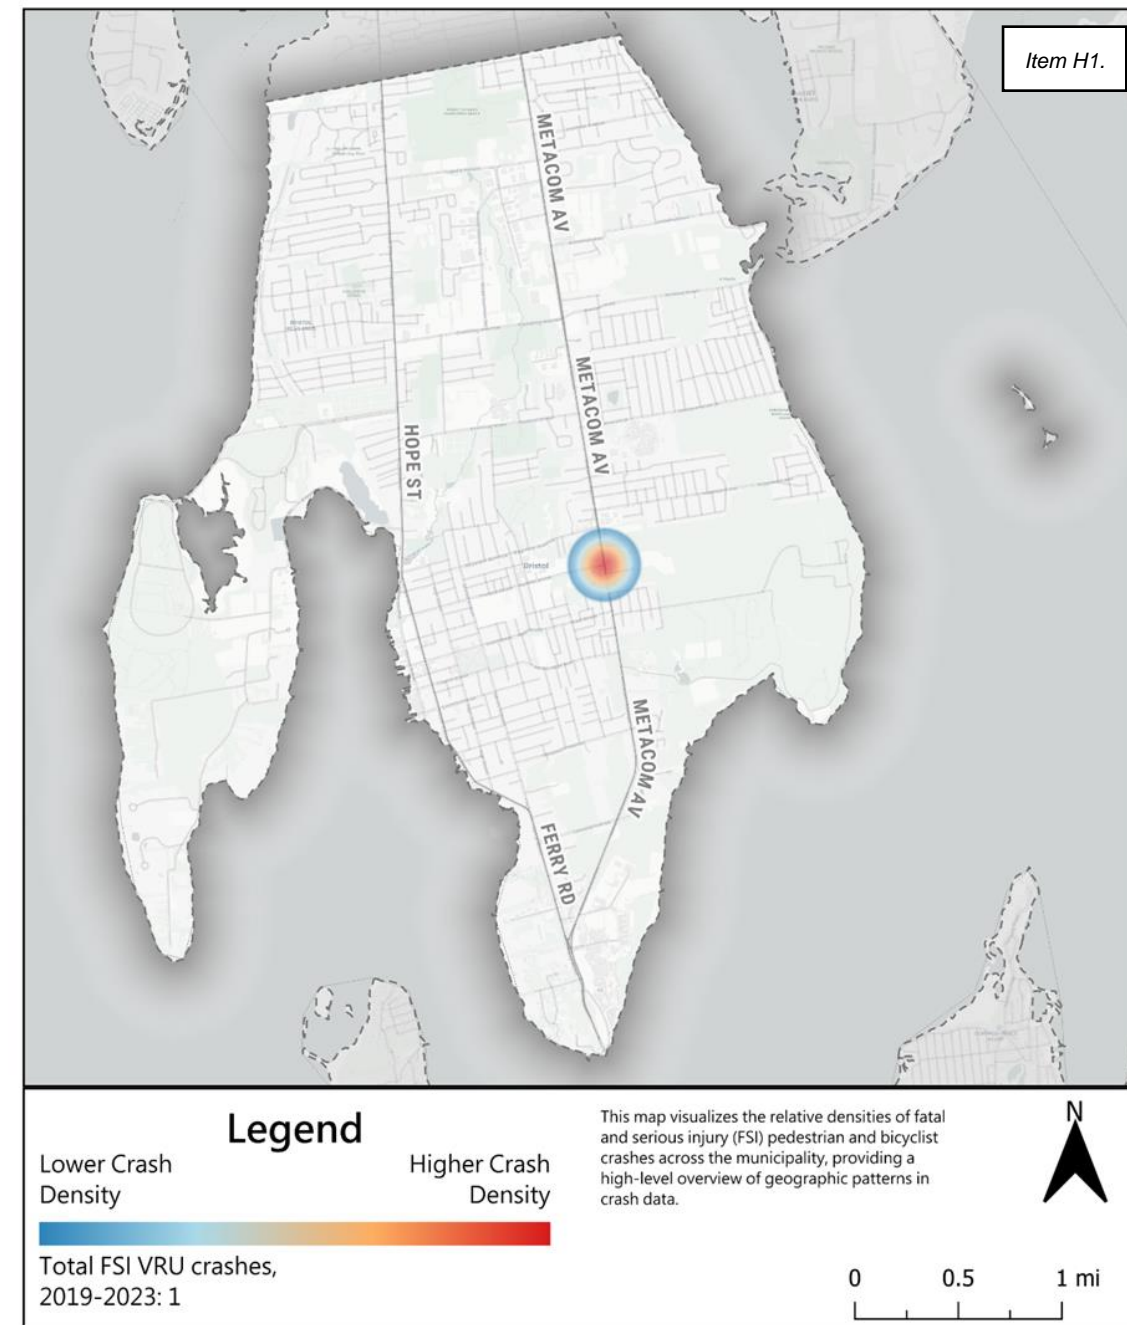 Item H1.
METACOM AV
METACOM AV
HOPE ST
Bristol
METACOM AV
FERRY RD
Legend
Lower Crash
Density
Higher Crash
Density
Total FSI VRU crashes,
2019-2023: 1
This map visualizes the relative densities of fatal
and serious injury (FSI) pedestrian and bicyclist
crashes across the municipality, providing a
high-level overview of geographic patterns in
crash data.
N
0 0.5 1 mi